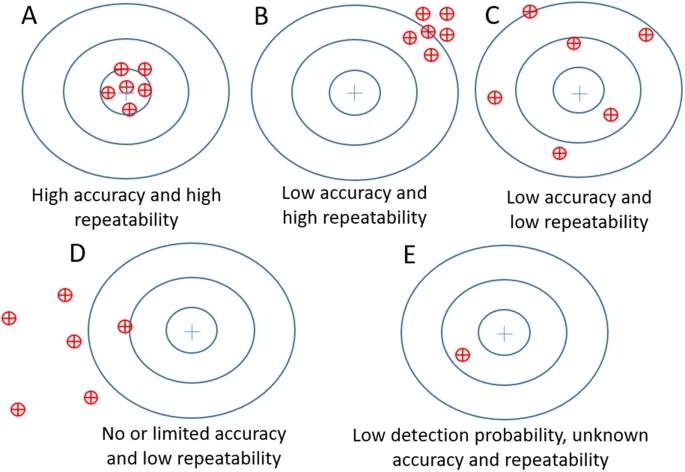 A
High accuracy and high
repeatability
B
Low accuracy and
high repeatability
C
Low accuracy and
low repeatability
D
No or limited accuracy
and low repeatability
E
Low detection probability, unknown
accuracy and repeatability